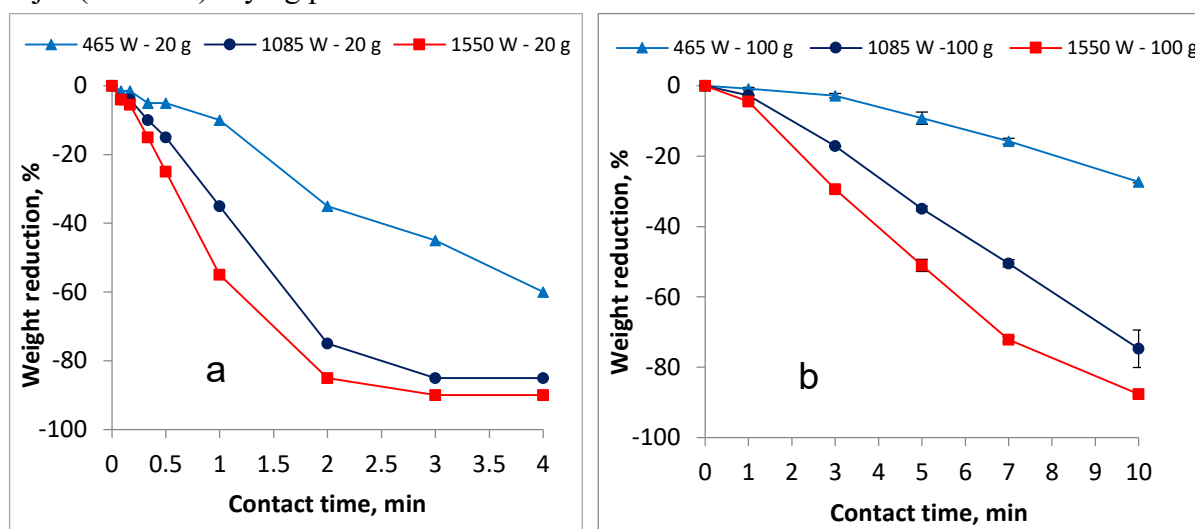 465 W - 20 g 1085 W - 20 g 1550 W - 20 g
0
-20
-40
-60
-80
-100
Weight reduction, %
a
0 0.5 1 1.5 2 2.5 3 3.5 4
Contact time, min
465 W - 100 g 1085 W -100 g 1550 W - 100 g
0
-20
-40
-60
-80
-100
Weight reduction, %
b
0 1 2 3 4 5 6 7 8 9 10
Contact time, min